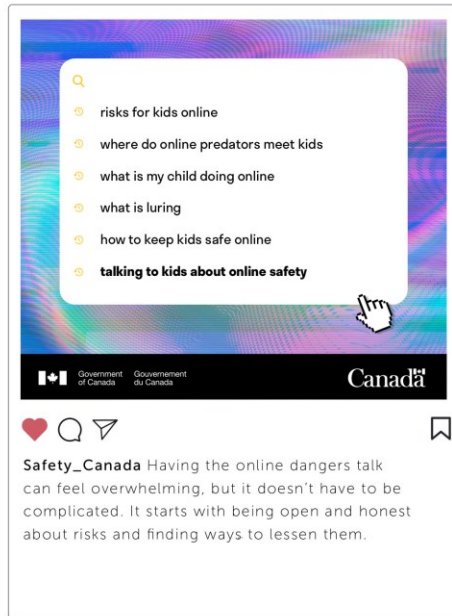 risks for kids online
where do online predators meet kids
what is my child doing online
what is luring
how to keep kids safe online
talking to kids about online safety
Government of Canada
Gouvernement du Canada
Canada
Safety_Canada Having the online dangers talk
can feel overwhelming, but it doesn't have to be
complicated. It starts with being open and honest
about risks and finding ways to lessen them.